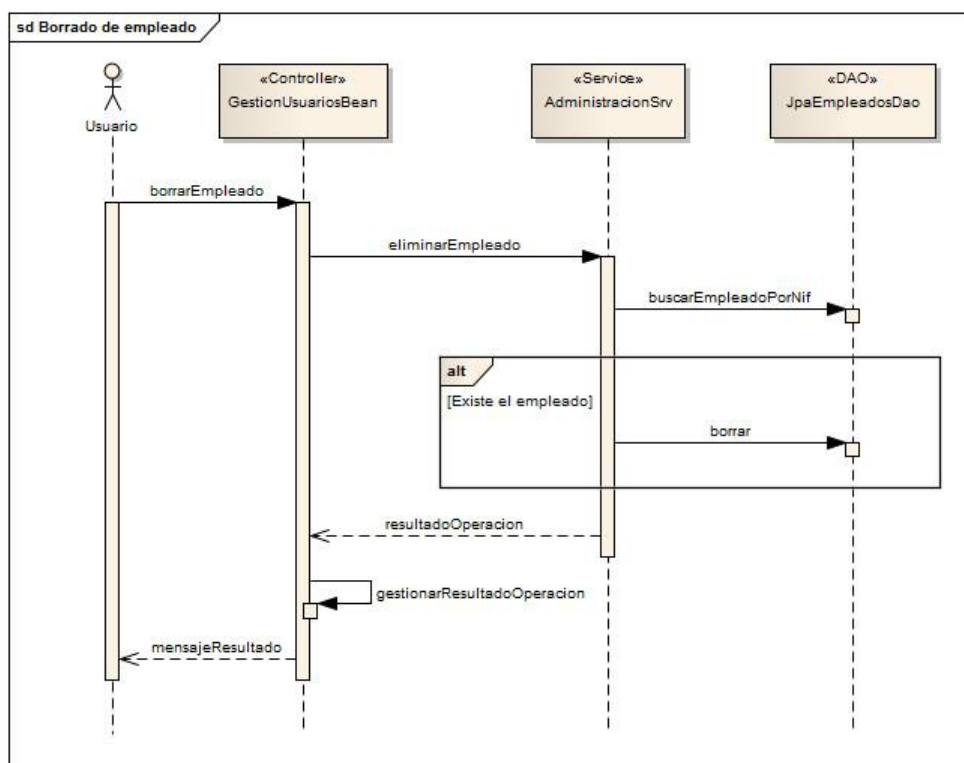 sd Borrado de empleado
Usuario
«Controller»
GestionUsuariosBean
«Service»
AdministracionSrv
«DAO»
JpaEmpleadosDao
borrarEmpleado
eliminarEmpleado
buscarEmpleadoPorNif
alt
[Existe el empleado]
borrar
resultadoOperacion
gestionarResultadoOperacion
mensajeResultado